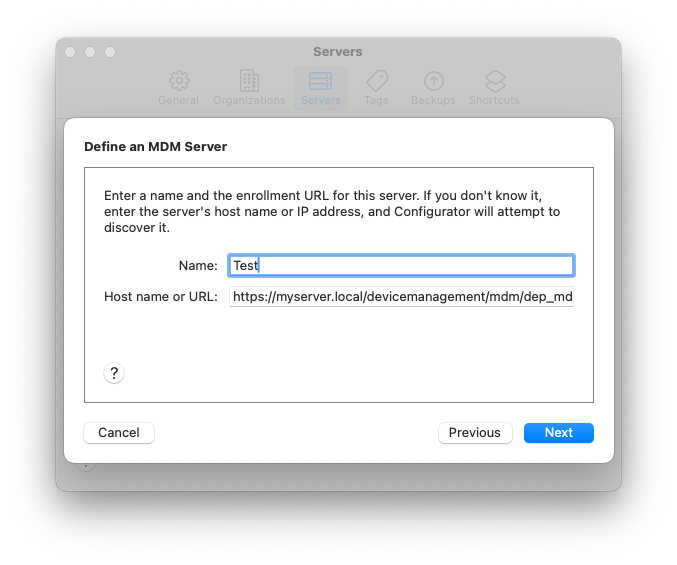 Servers
General Organizations Servers Tags Backups Shortcuts
Define an MDM Server
Enter a name and the enrollment URL for this server. If you don't know it,
enter the server's host name or IP address, and Configurator will attempt to
discover it.
Name: Test
Host name or URL: https://myserver.local/devicemanagement/mdm/dep_md
?
Cancel Previous Next